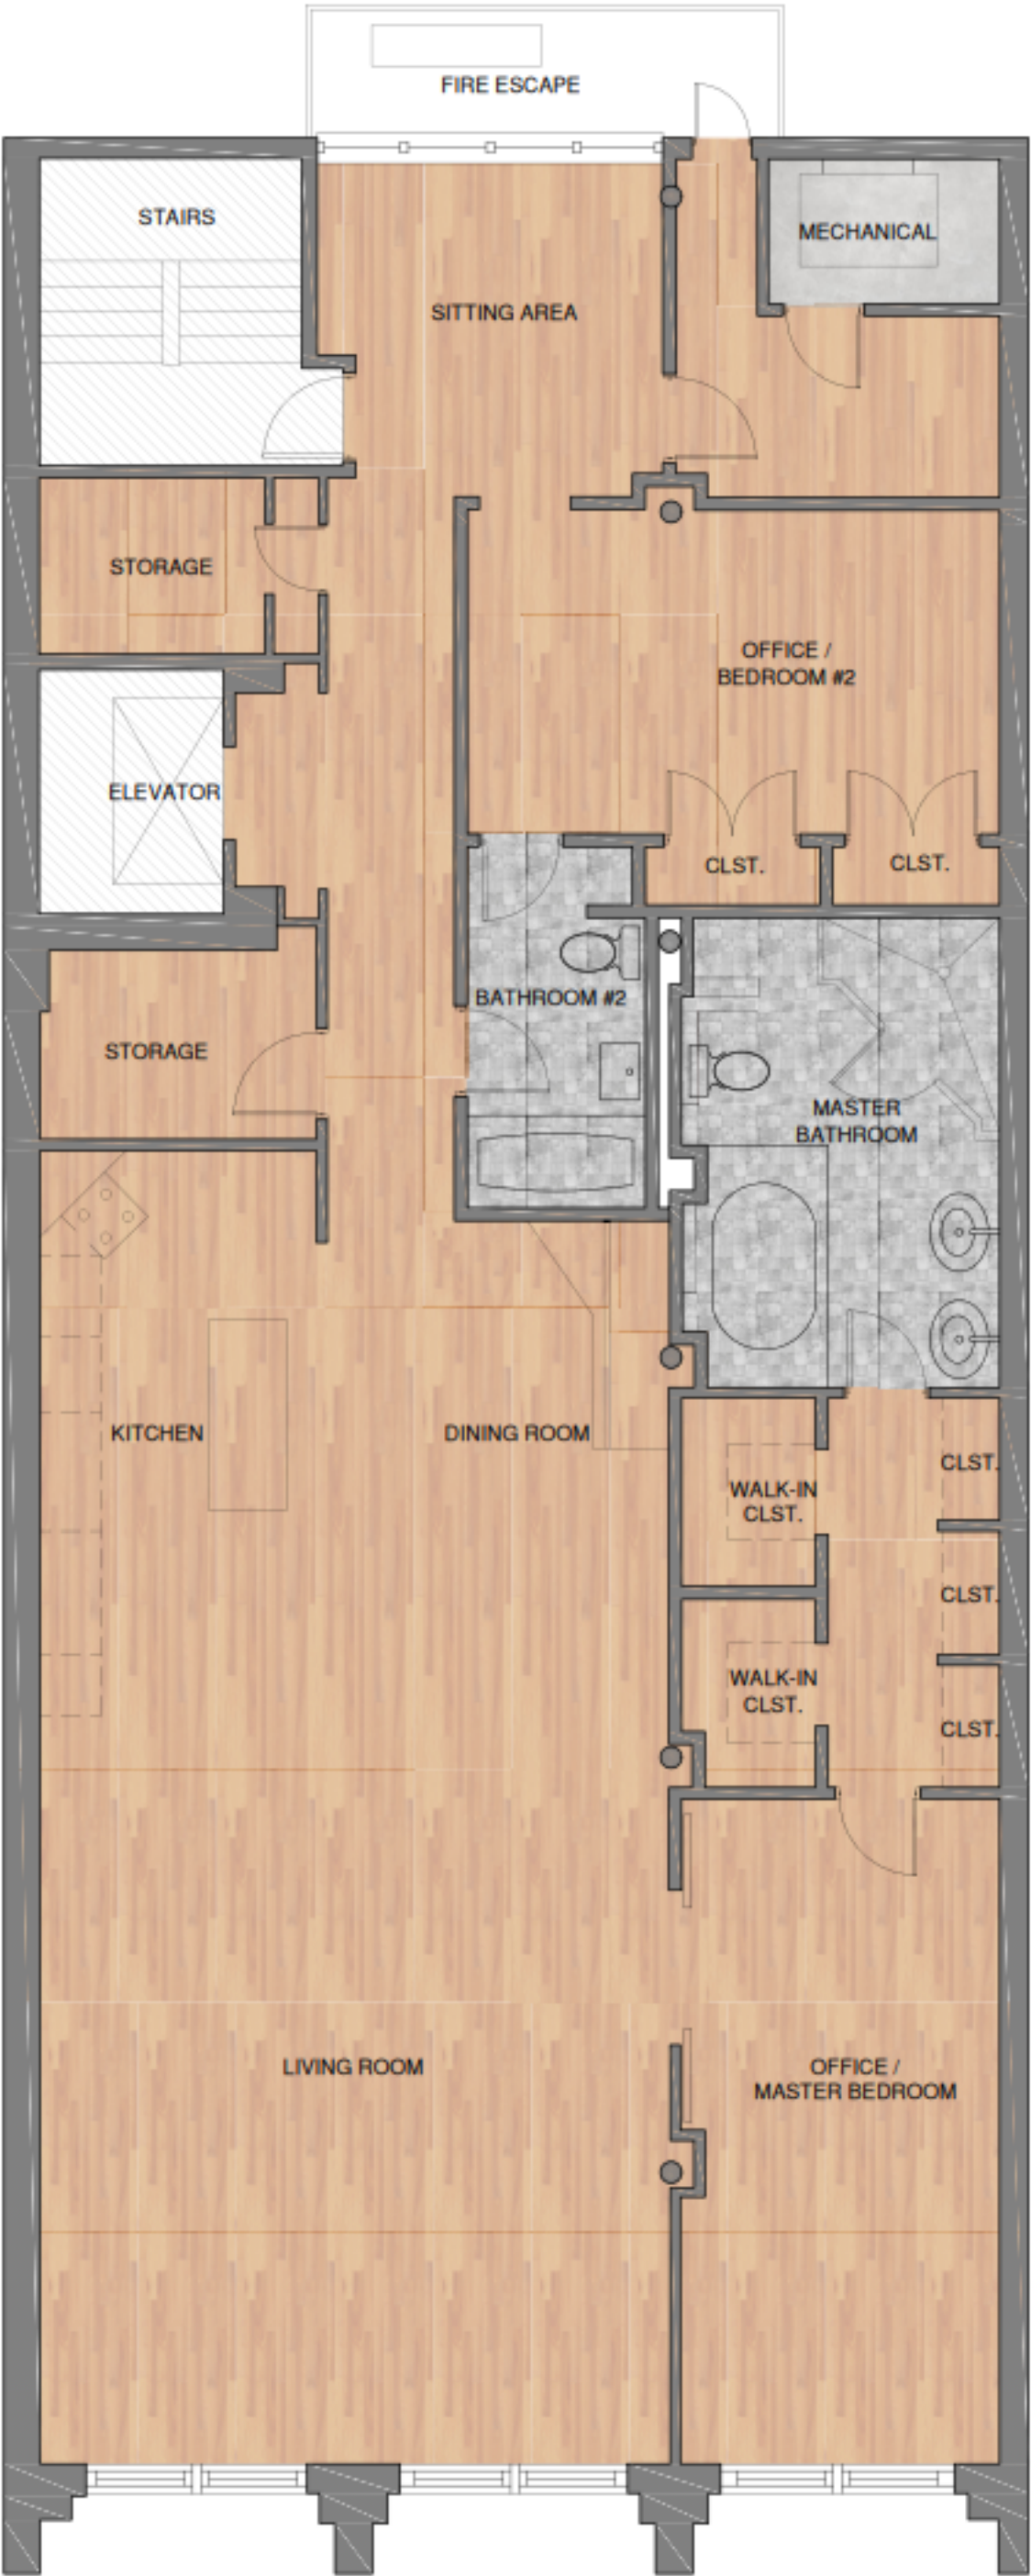 FIRE ESCAPE
STAIRS
MECHANICAL
SITTING AREA
STORAGE
OFFICE /
BEDROOM #2
ELEVATOR
CLST.
CLST.
BATHROOM #2
STORAGE
MASTER
BATHROOM
KITCHEN
DINING ROOM
CLST.
WALK-IN
CLST.
CLST.
WALK-IN
CLST.
CLST.
LIVING ROOM
OFFICE /
MASTER BEDROOM